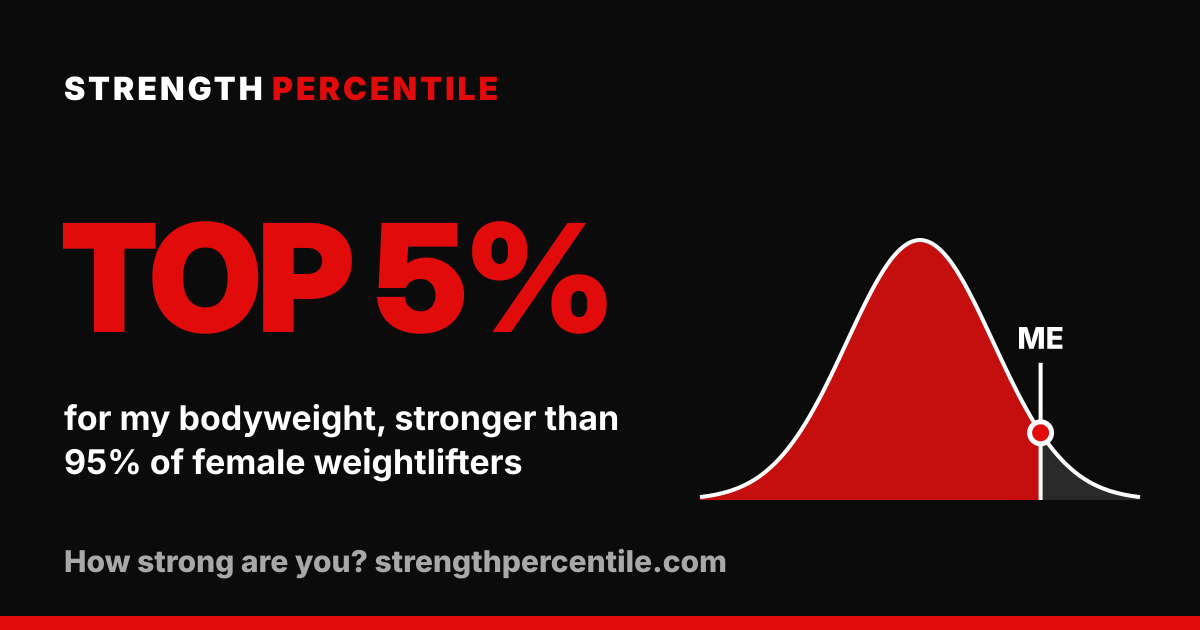 STRENGTH PERCENTILE
TOP 5%
ME
for my bodyweight, stronger than
95% of female weightlifters
How strong are you? strengthpercentile.com